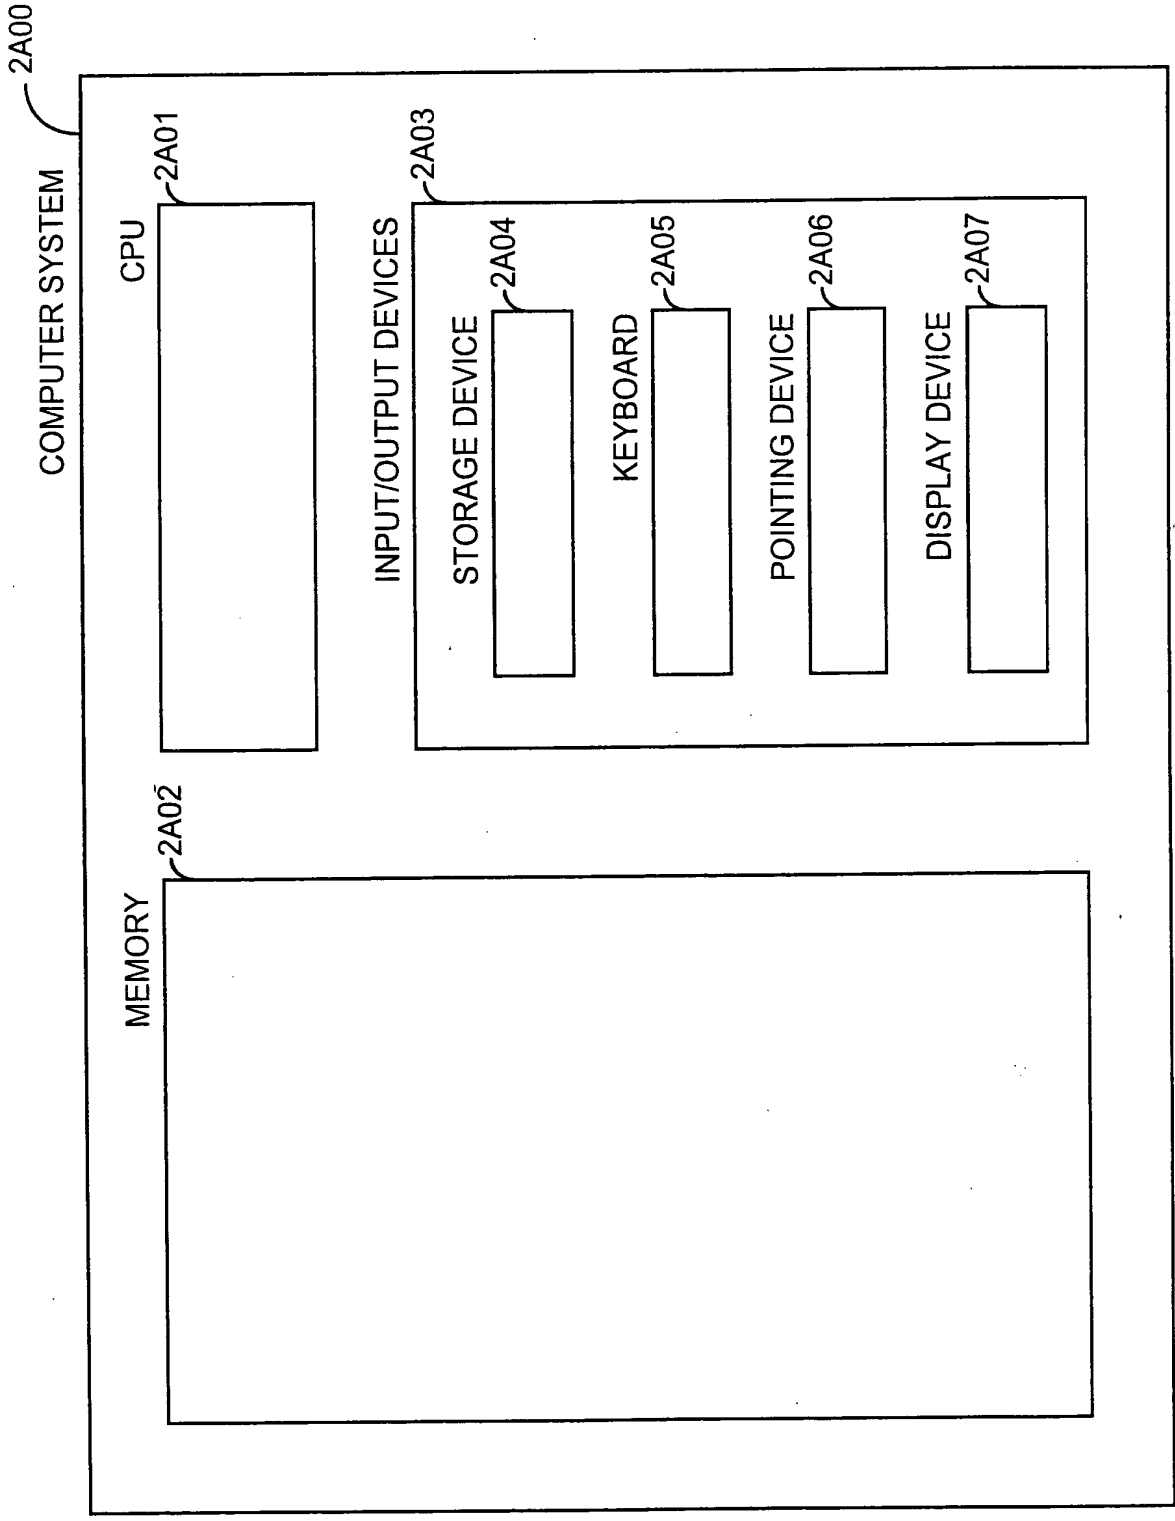 COMPUTER SYSTEM
2A00
MEMORY
2A02
CPU
2A01
INPUT/OUTPUT DEVICES
2A03
STORAGE DEVICE
2A04
KEYBOARD
2A05
POINTING DEVICE
2A06
DISPLAY DEVICE
2A07